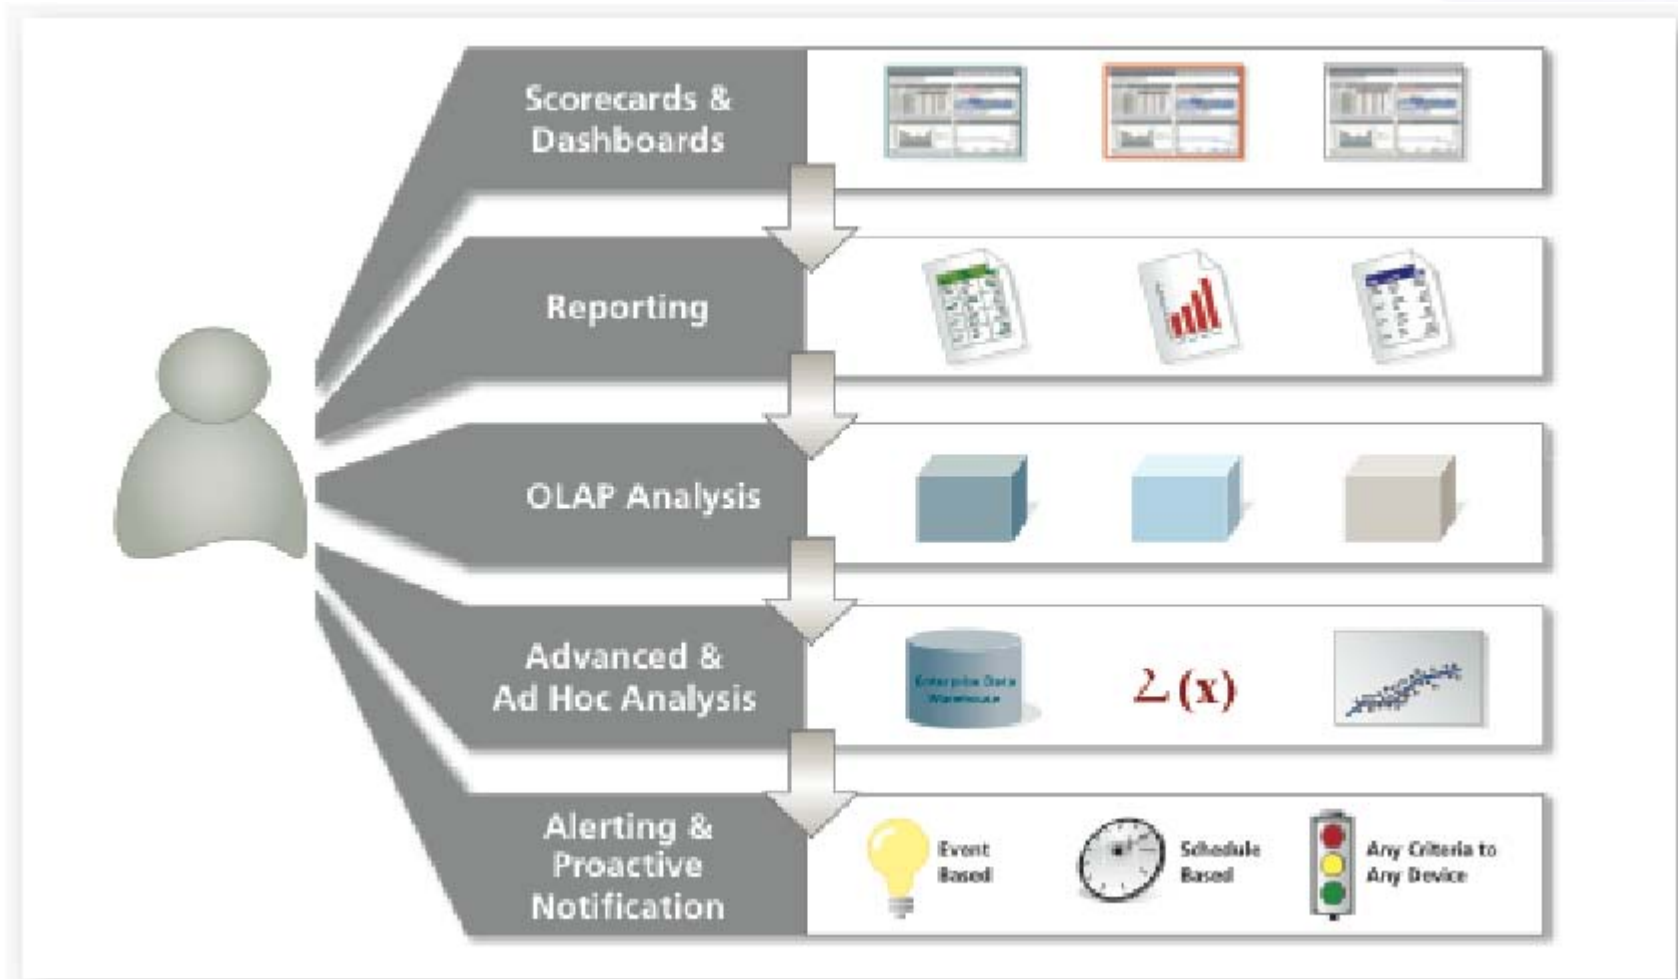 Scorecards &
Dashboards
Reporting
OLAP Analysis
Advanced &
Ad Hoc Analysis
Enterprise Data
Warehouse
Σ (x)
Alerting &
Proactive
Notification
Event
Based
Schedule
Based
Any Criteria to
Any Device